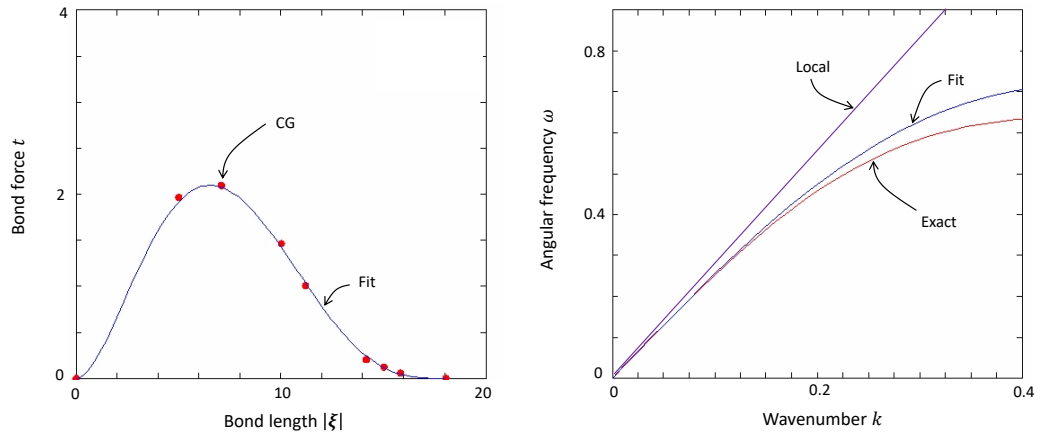 4
2
0
0
10
20
Bond force t
Bond length |ξ|
CG
Fit
0.8
0.4
0
0
0.2
0.4
Angular frequency ω
Wavenumber k
Local
Fit
Exact